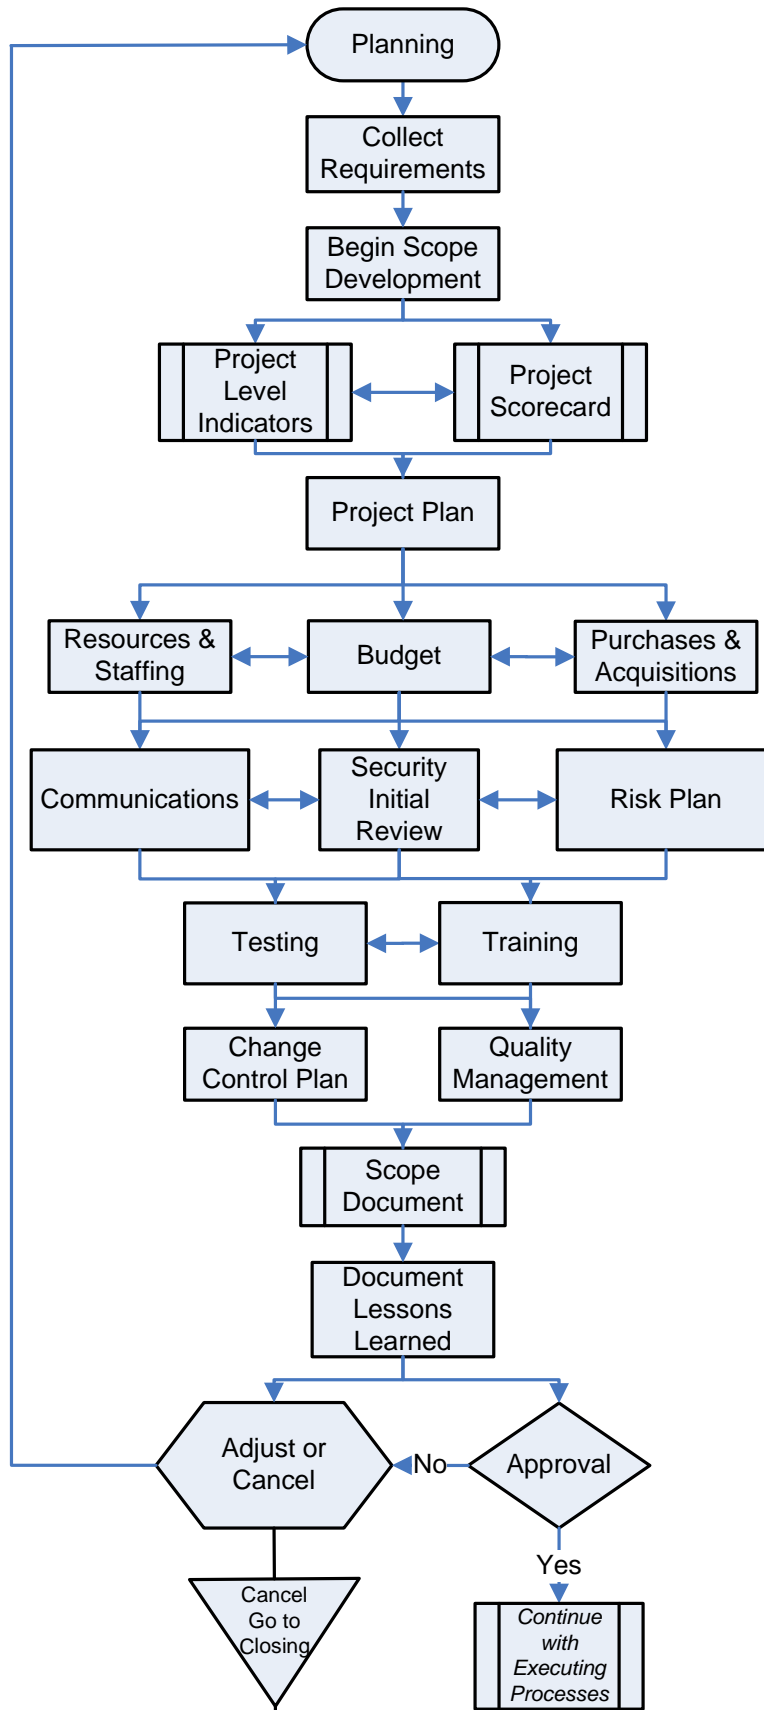 Planning
Collect
Requirements
Begin Scope
Development
Project
Level
Indicators
Project
Scorecard
Project Plan
Resources &
Staffing
Budget
Purchases &
Acquisitions
Communications
Security
Initial
Review
Risk Plan
Testing
Training
Change
Control Plan
Quality
Management
Scope
Document
Document
Lessons
Learned
Adjust or
Cancel
No
Approval
Yes
Cancel
Go to
Closing
Continue
with
Executing
Processes